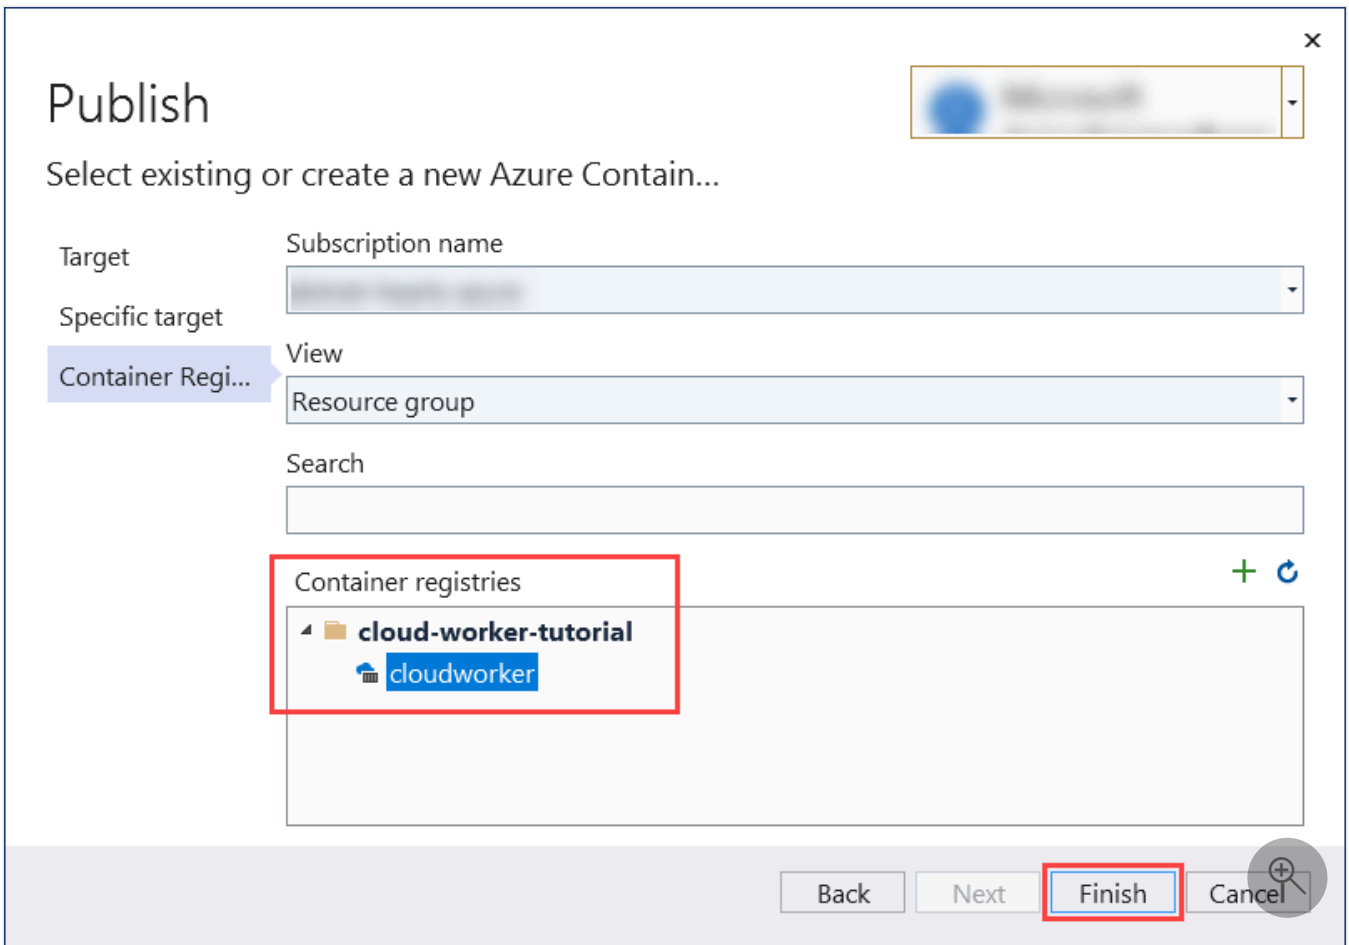 Publish
Select existing or create a new Azure Contain...
Target
Specific target
Container Regi...
Subscription name
View
Resource group
Search
Container registries
cloud-worker-tutorial
cloudworker
Back
Next
Finish
Cancel